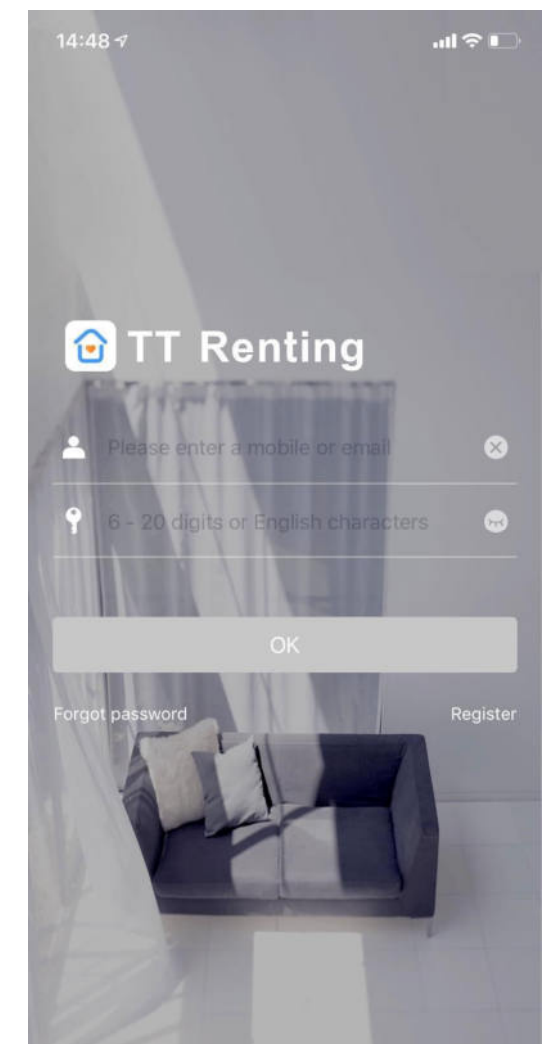 14:48
TT Renting
Please enter a mobile or email
6 - 20 digits or English characters
OK
Forgot password
Register